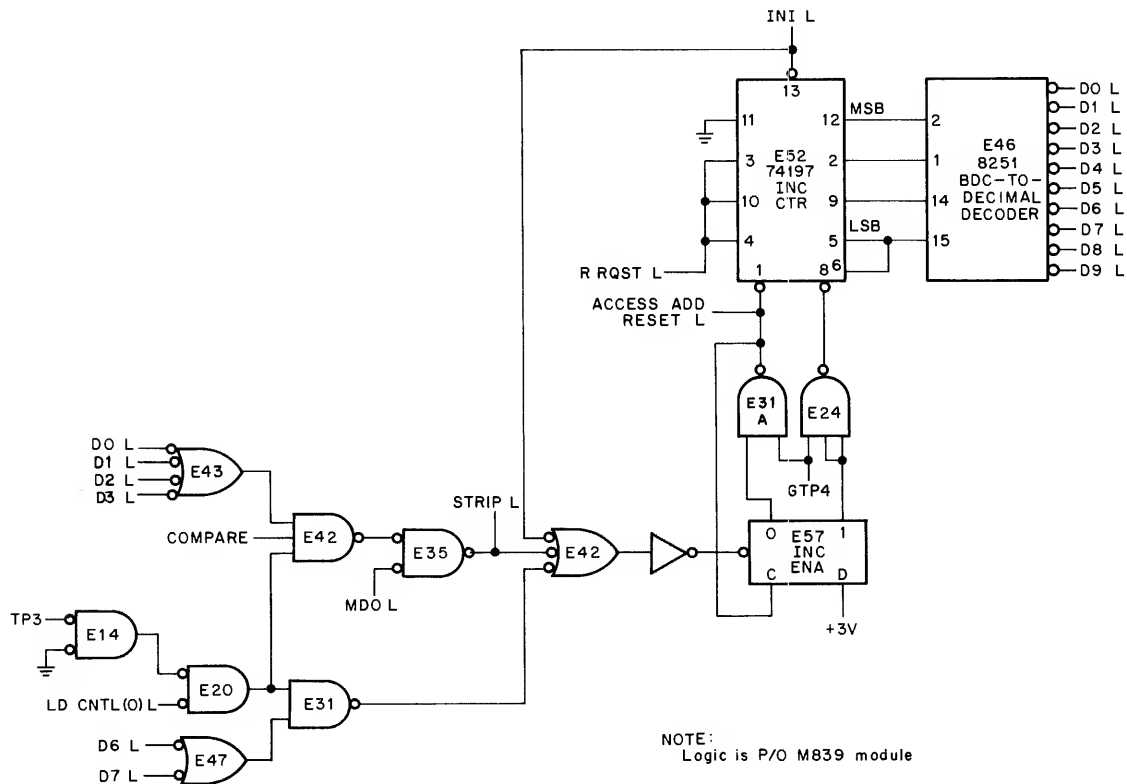 INI L
13
11
12
MSB
2
D0 L
D1 L
D2 L
D3 L
D4 L
D5 L
D6 L
D7 L
D8 L
D9 L
3
E52
74197
INC
CTR
2
1
E46
8251
BDC-TO-
DECIMAL
DECODER
10
9
14
4
5
LSB
15
R RQST L
1
8
6
ACCESS ADD
RESET L
E31
A
E24
GTP4
D0 L
D1 L
D2 L
D3 L
E43
COMPARE
E42
STRIP L
E35
MD0 L
E42
0
E57
INC
ENA
1
C
D
+3V
TP3
E14
E20
LD CNTL(0) L
E31
D6 L
D7 L
E47
NOTE:
Logic is P/O M839 module